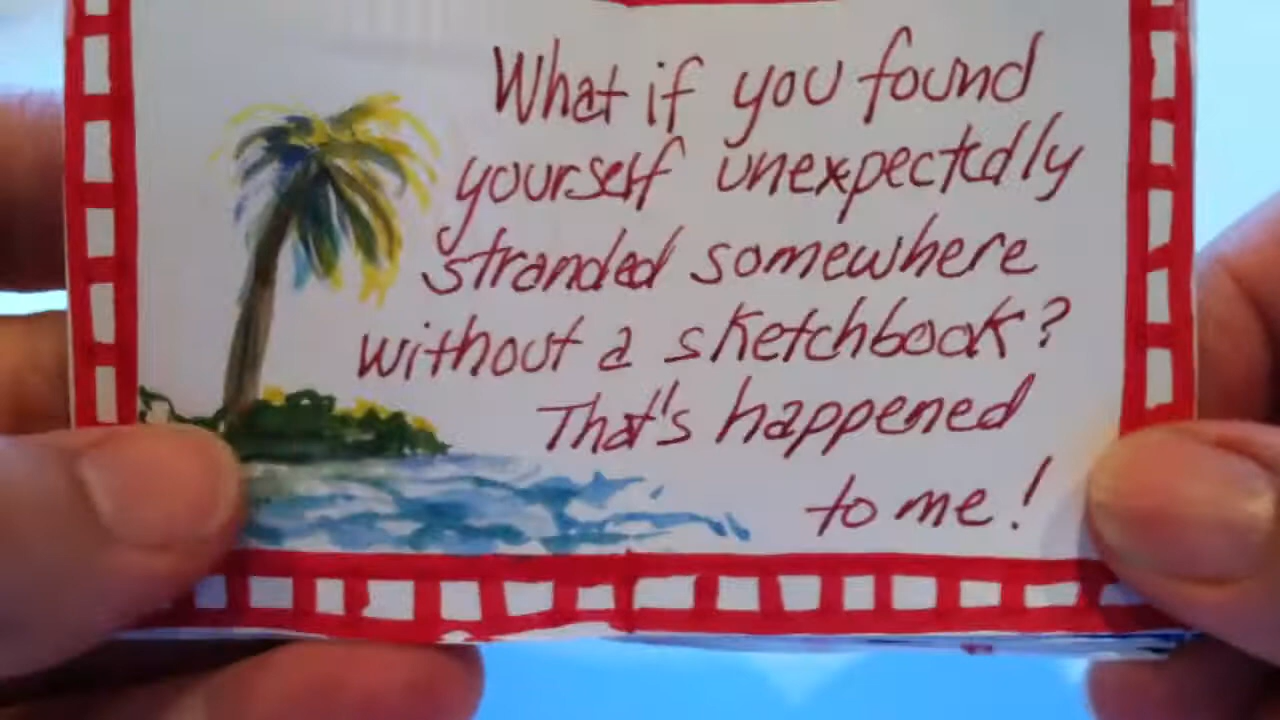 What if you found
yourself unexpectedly
stranded somewhere
without a sketchbook?
That's happened
to me!